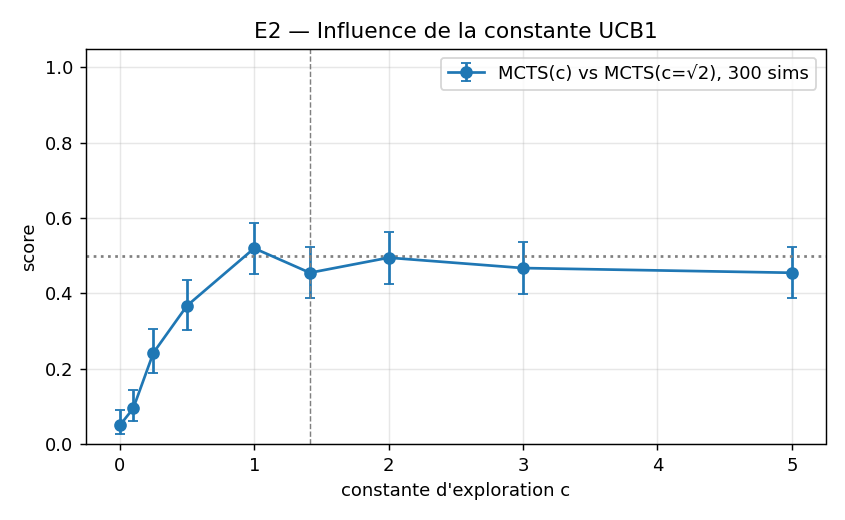 E2 — Influence de la constante UCB1
MCTS(c) vs MCTS(c=√2), 300 sims
score
1.0
0.8
0.6
0.4
0.2
0.0
0 1 2 3 4 5
constante d'exploration c